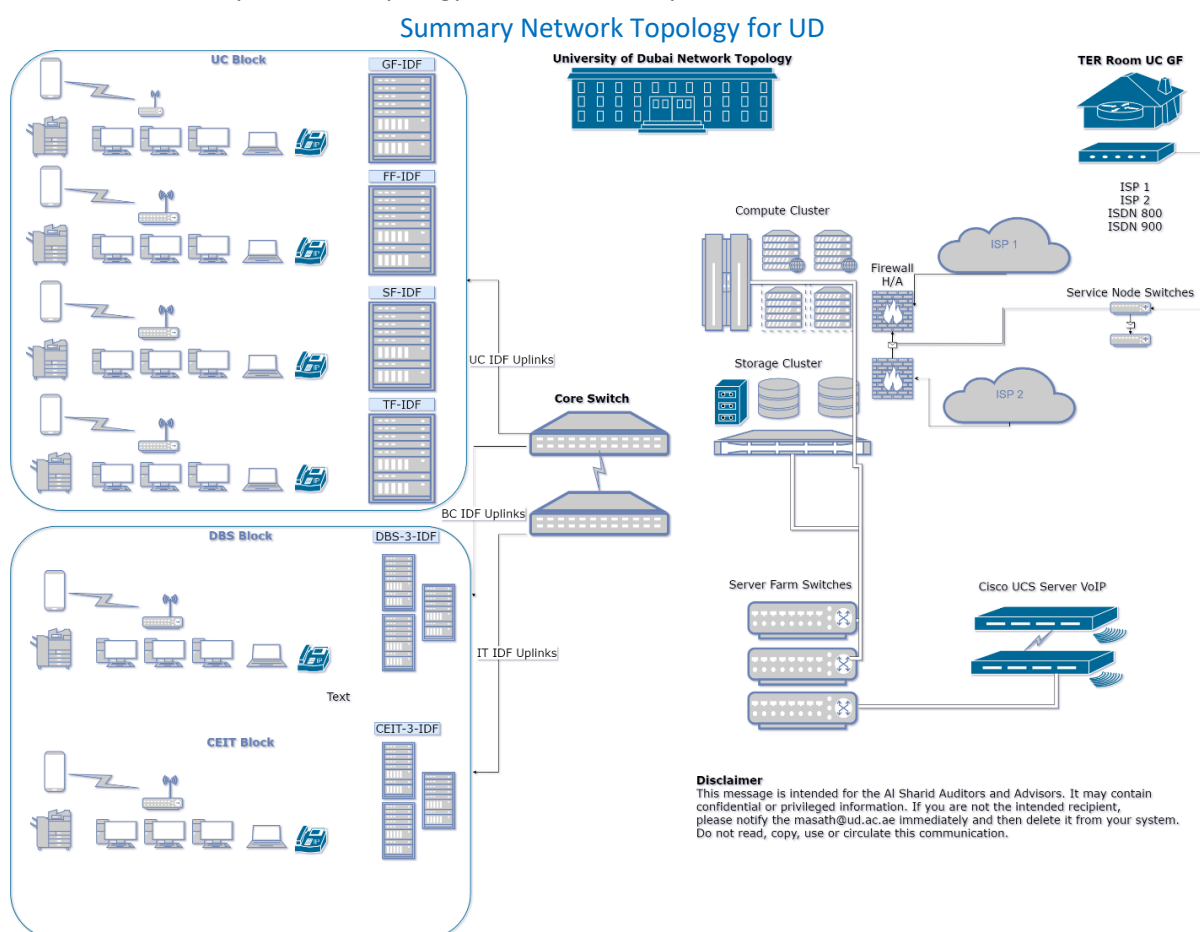 Summary Network Topology for UD
UC Block
GF-IDF
FF-IDF
SF-IDF
TF-IDF
University of Dubai Network Topology
TER Room UC GF
ISP 1
ISP 2
ISDN 800
ISDN 900
Compute Cluster
ISP 1
Firewall
H/A
Service Node Switches
UC IDF Uplinks
Storage Cluster
ISP 2
Core Switch
BC IDF Uplinks
DBS Block
DBS-3-IDF
IT IDF Uplinks
Text
CEIT Block
CEIT-3-IDF
Server Farm Switches
Cisco UCS Server VoIP
Disclaimer
This message is intended for the Al Sharid Auditors and Advisors. It may contain
confidential or privileged information. If you are not the intended recipient,
please notify the masath@ud.ac.ae immediately and then delete it from your system.
Do not read, copy, use or circulate this communication.